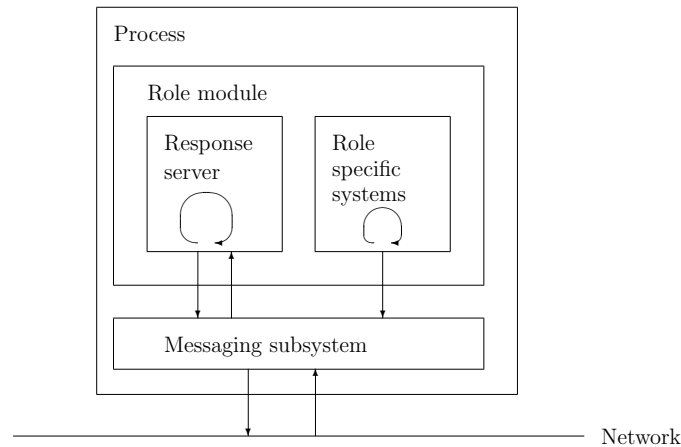 Process
Role module
Response
server
Role
specific
systems
Messaging subsystem
Network